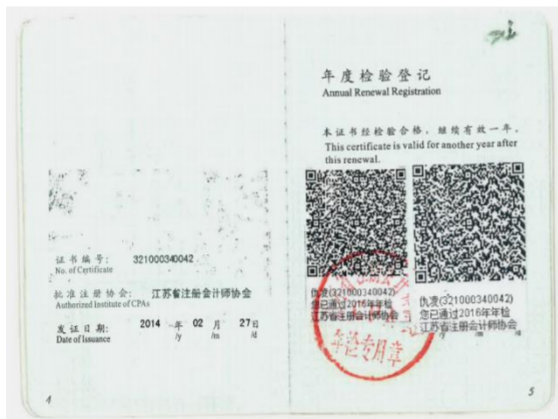 证书编号: 321000340042
No. of Certificate
批准注册协会: 江苏省注册会计师协会
Authorized Institute of CPAs
发证日期: 2014 年 02 月 27日
Date of Issuance /y /m /d
4
年度检验登记
Annual Renewal Registration
本证书经检验合格，继续有效一年。
This certificate is valid for another year after
this renewal.
仇发(321000340042)
您已通过2016年年检
江苏省注册会计师协会
仇发(321000340042)
您已通过2016年年检
江苏省注册会计师协会
年检专用章
5